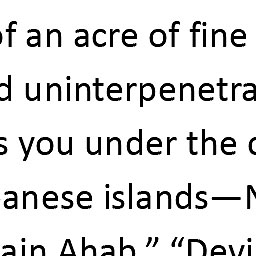 of an acre of fine
d uninterpenetra
s you under the c
anese islands—N
ain Ahab.” “Devi